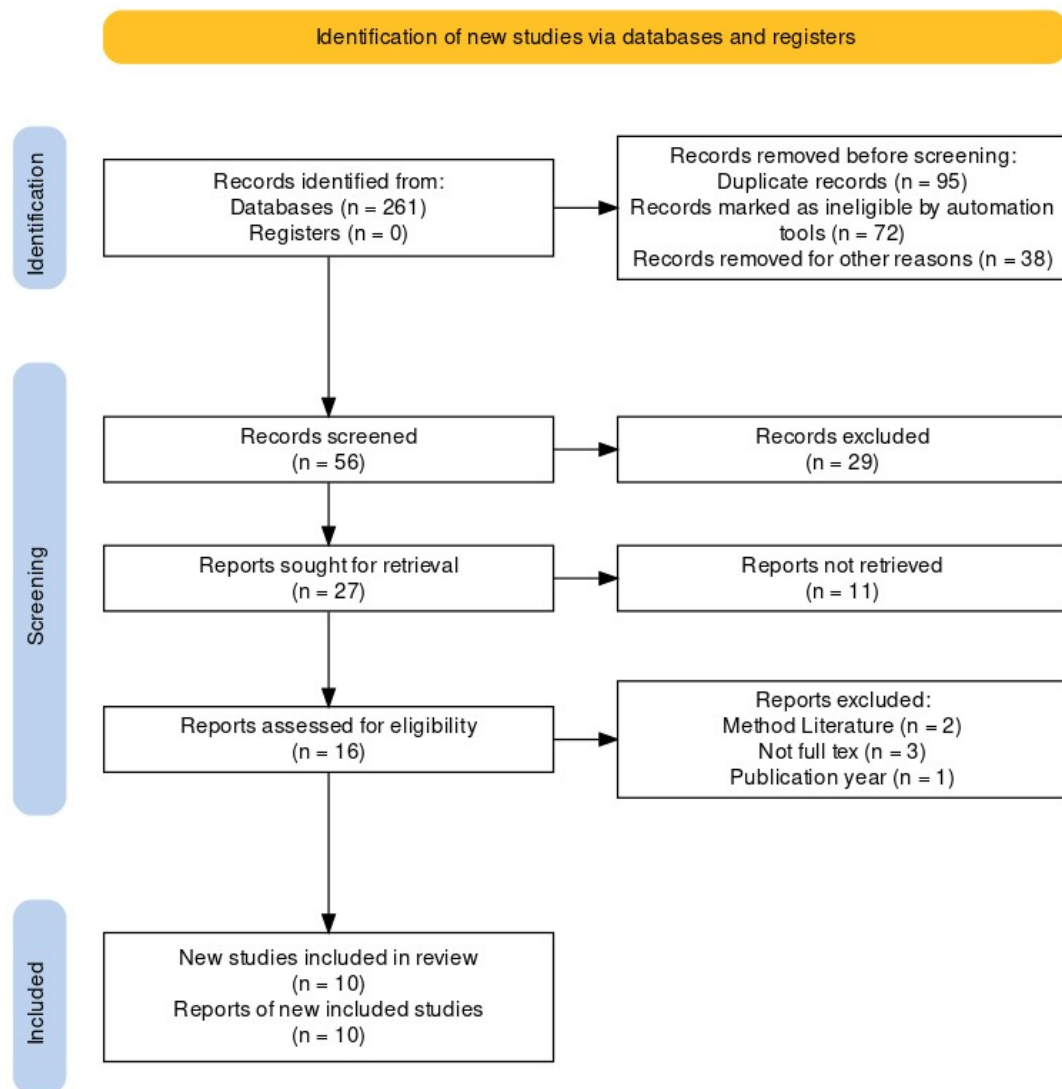 Identification of new studies via databases and registers
Identification
Records identified from:
Databases (n = 261)
Registers (n = 0)
Records removed before screening:
Duplicate records (n = 95)
Records marked as ineligible by automation
tools (n = 72)
Records removed for other reasons (n = 38)
Screening
Records screened
(n = 56)
Records excluded
(n = 29)
Reports sought for retrieval
(n = 27)
Reports not retrieved
(n = 11)
Reports assessed for eligibility
(n = 16)
Reports excluded:
Method Literature (n = 2)
Not full tex (n = 3)
Publication year (n = 1)
Included
New studies included in review
(n = 10)
Reports of new included studies
(n = 10)